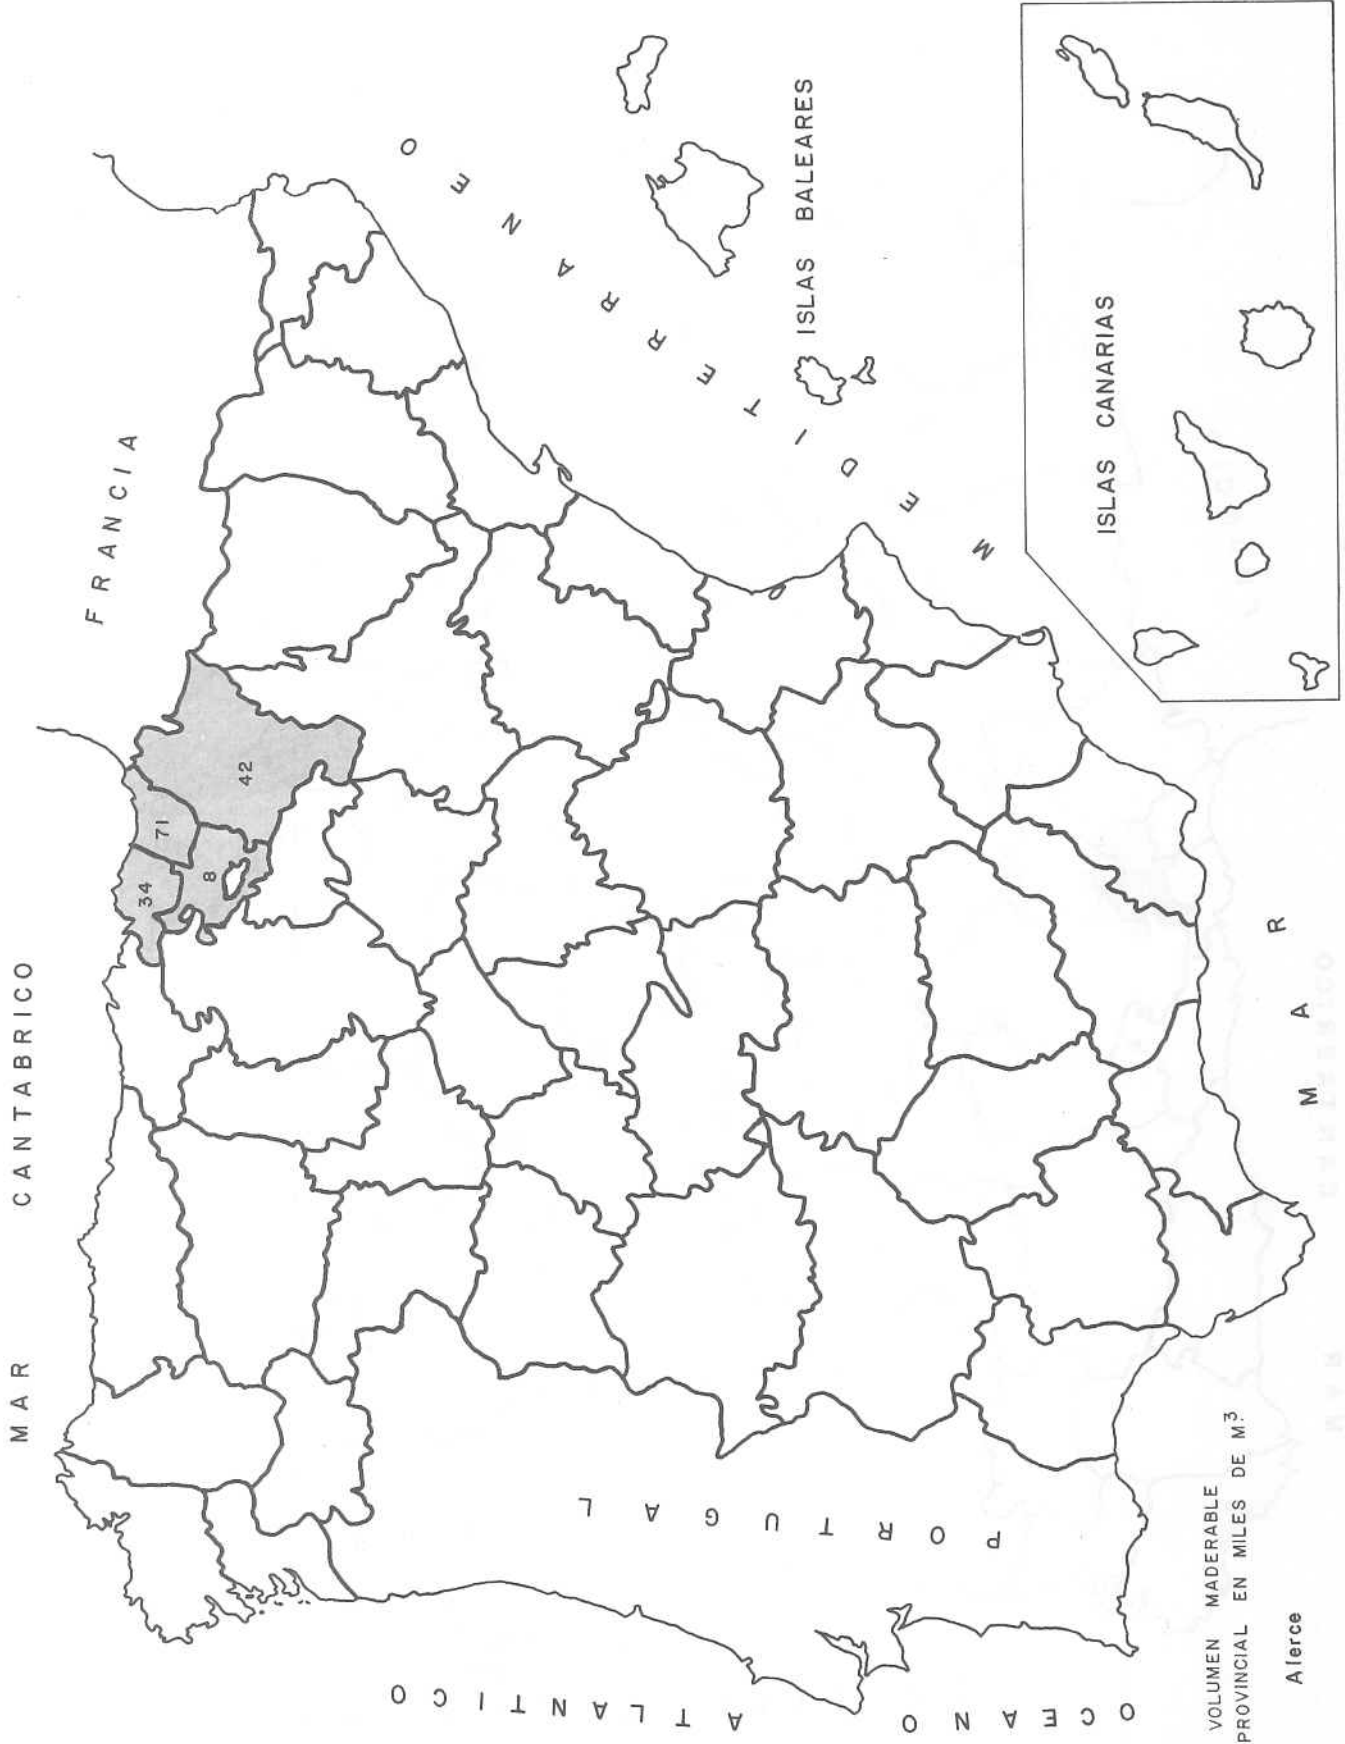 MAR CANTABRICO
FRANCIA
34
71
42
8
MAR MEDITERRANEO
ISLAS BALEARES
PORTUGAL
OCEANO ATLANTICO
ISLAS CANARIAS
VOLUMEN MADERABLE
PROVINCIAL EN MILES DE M³.
Alerce